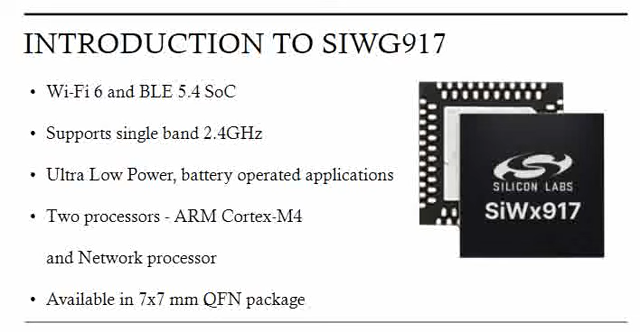 INTRODUCTION TO SIWG917
• Wi-Fi 6 and BLE 5.4 SoC
• Supports single band 2.4GHz
• Ultra Low Power, battery operated applications
• Two processors - ARM Cortex-M4
and Network processor
• Available in 7x7 mm QFN package
SILICON LABS
SiWx917